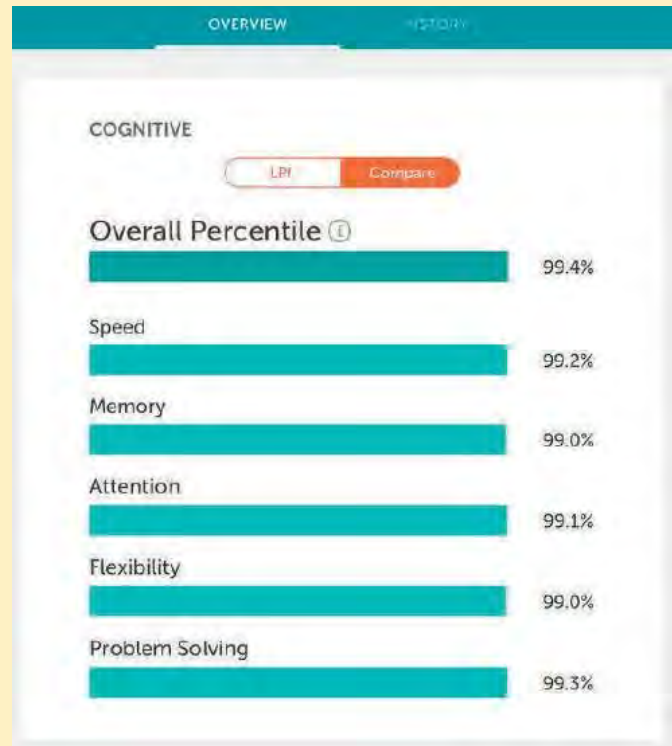 OVERVIEW HISTORY
COGNITIVE
LPI Compare
Overall Percentile
99.4%
Speed
99.2%
Memory
99.0%
Attention
99.1%
Flexibility
99.0%
Problem Solving
99.3%